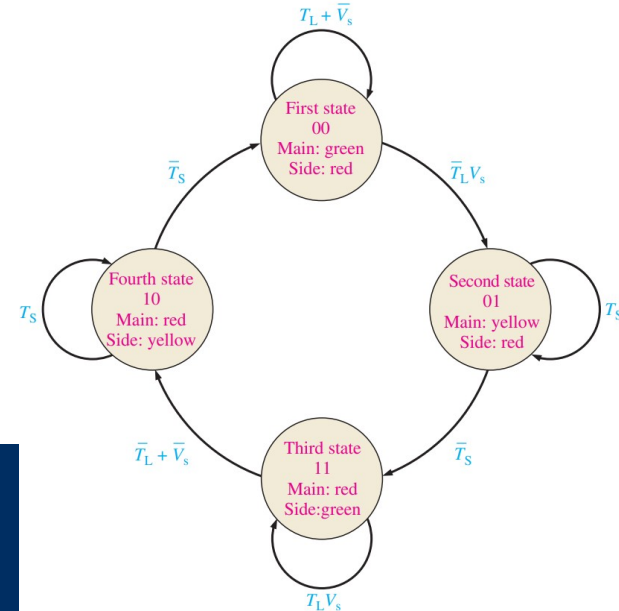 T_L + V̄_s
First state
00
Main: green
Side: red
T̄_S
T̄_L V_s
Fourth state
10
Main: red
Side: yellow
T_S
Second state
01
Main: yellow
Side: red
T_S
T̄_L + V̄_s
T̄_S
Third state
11
Main: red
Side:green
T_L V_s